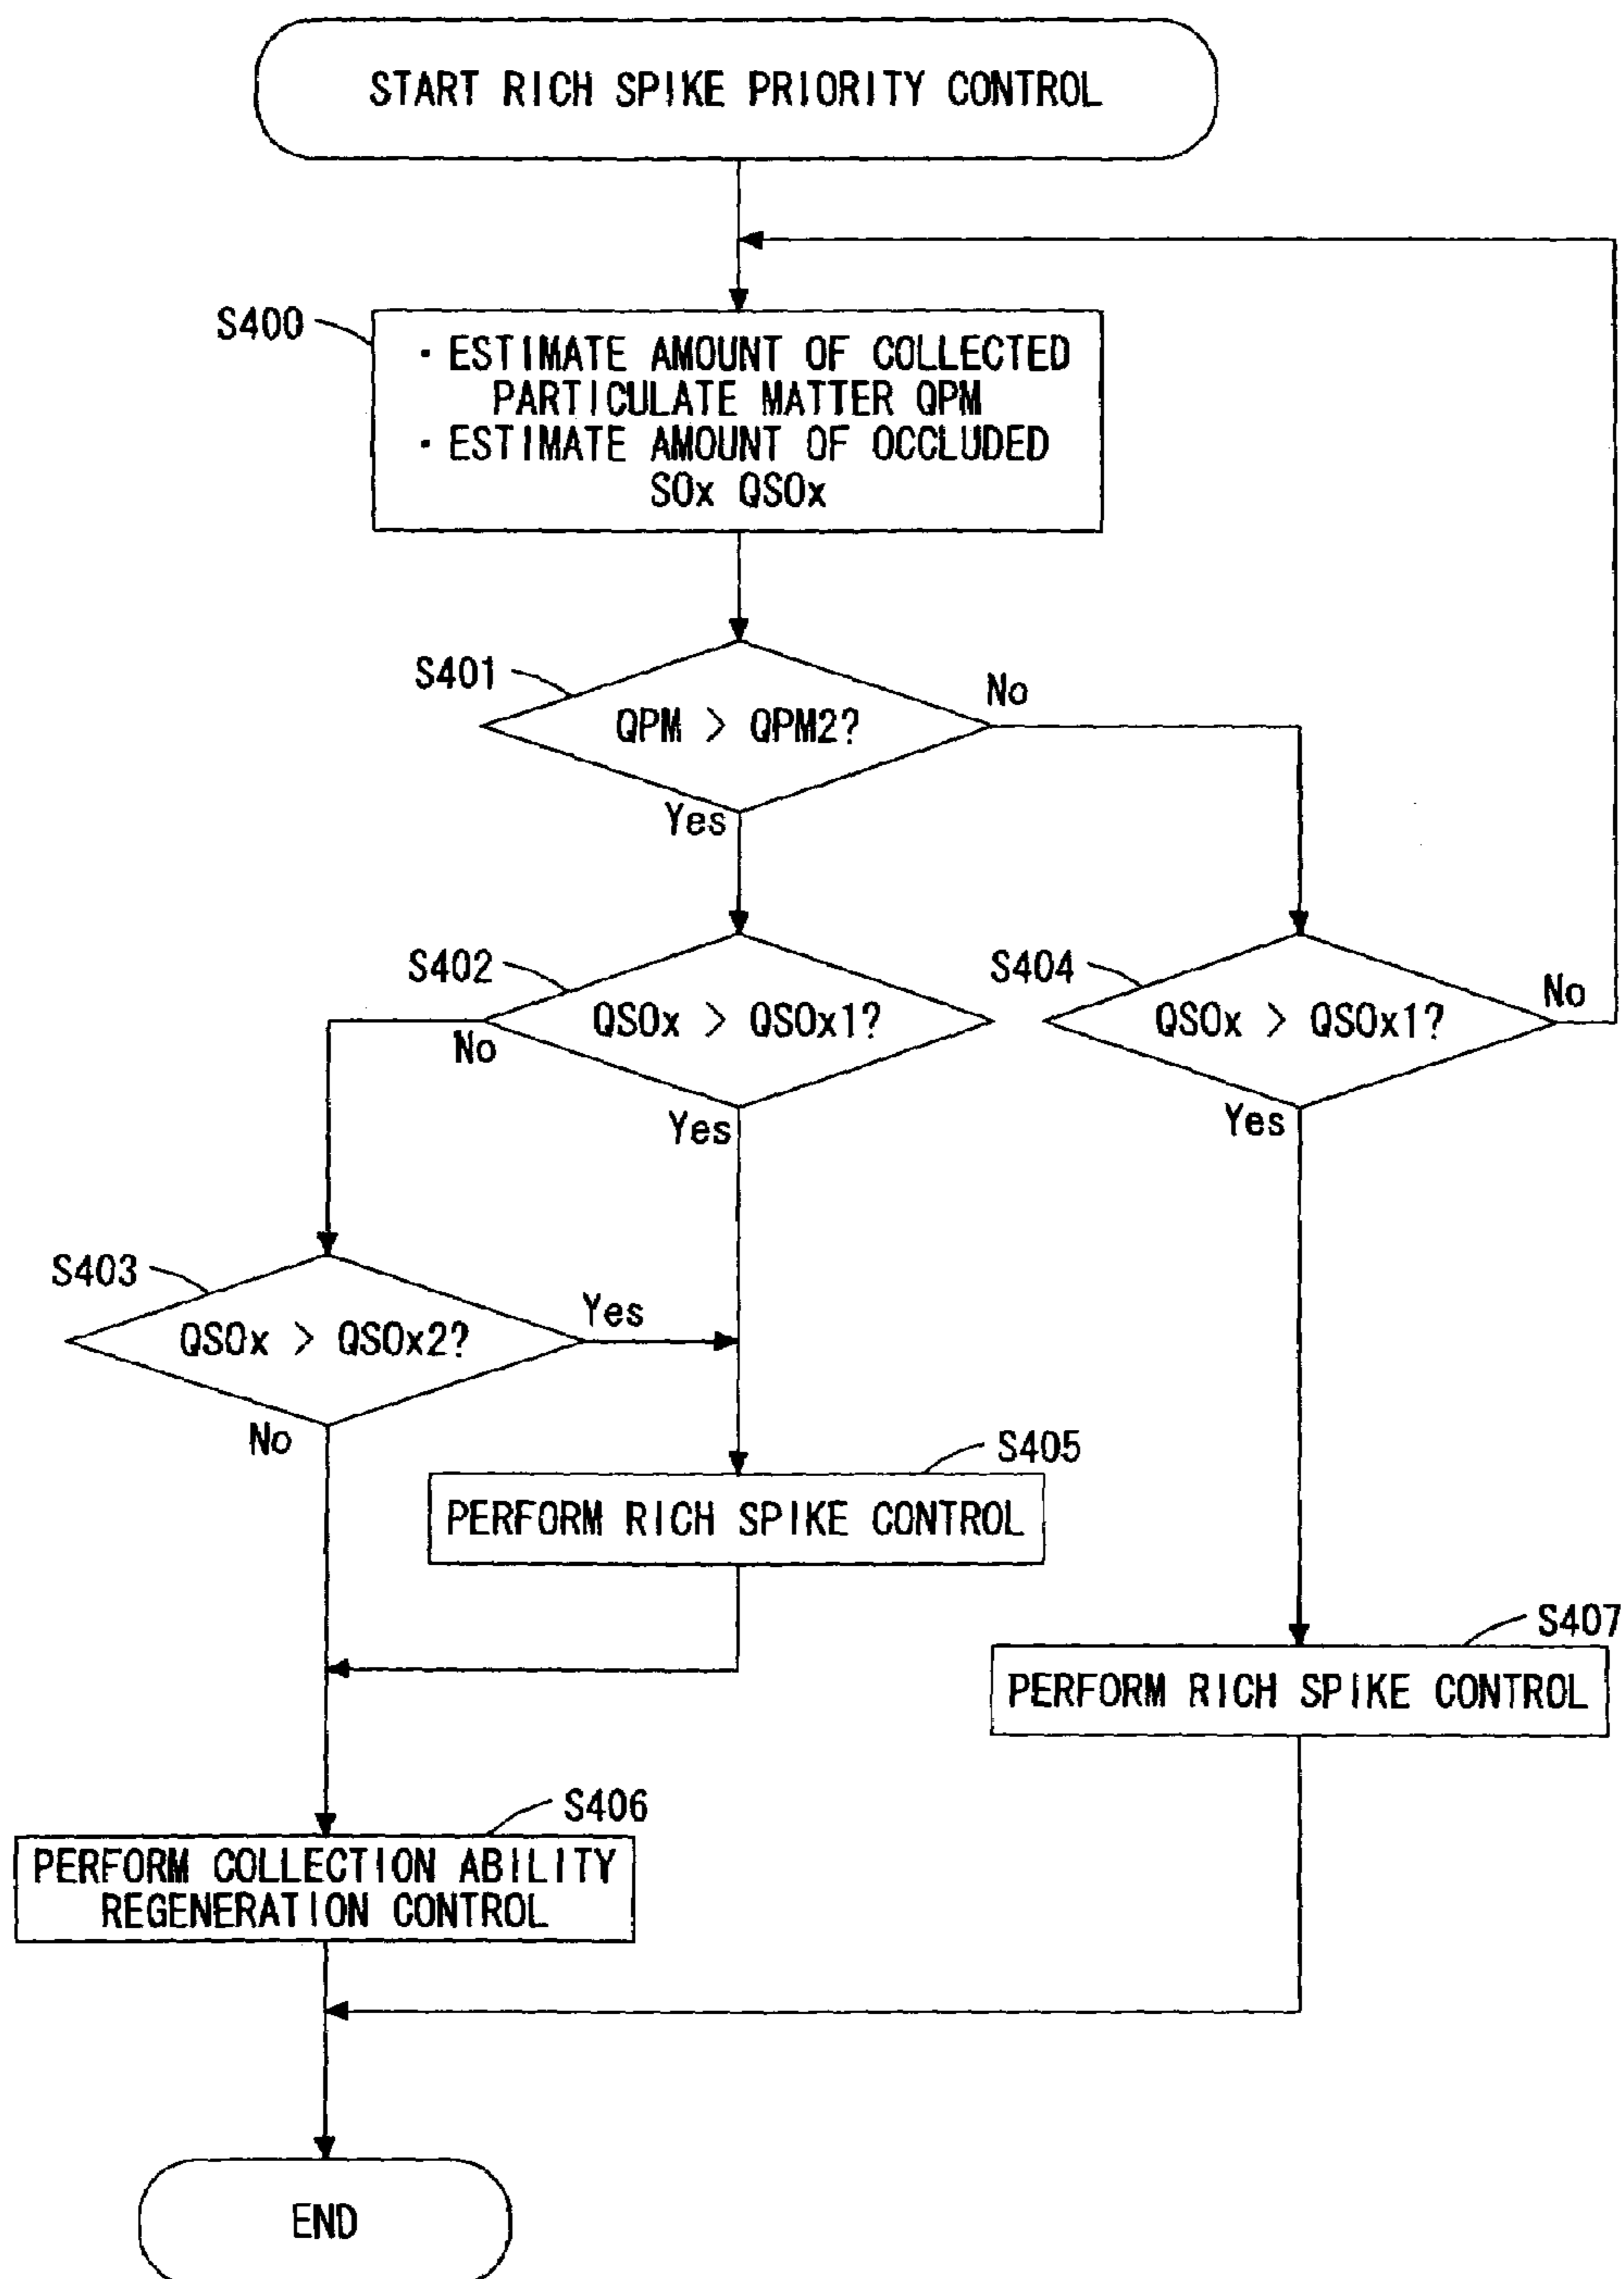 START RICH SPIKE PRIORITY CONTROL
S400
・ESTIMATE AMOUNT OF COLLECTED
PARTICULATE MATTER QPM
・ESTIMATE AMOUNT OF OCCLUDED
SOx QSOx
S401
QPM > QPM2?
No
Yes
S402
QSOx > QSOx1?
No
Yes
S404
QSOx > QSOx1?
No
Yes
S403
QSOx > QSOx2?
Yes
No
S405
PERFORM RICH SPIKE CONTROL
S407
PERFORM RICH SPIKE CONTROL
S406
PERFORM COLLECTION ABILITY
REGENERATION CONTROL
END